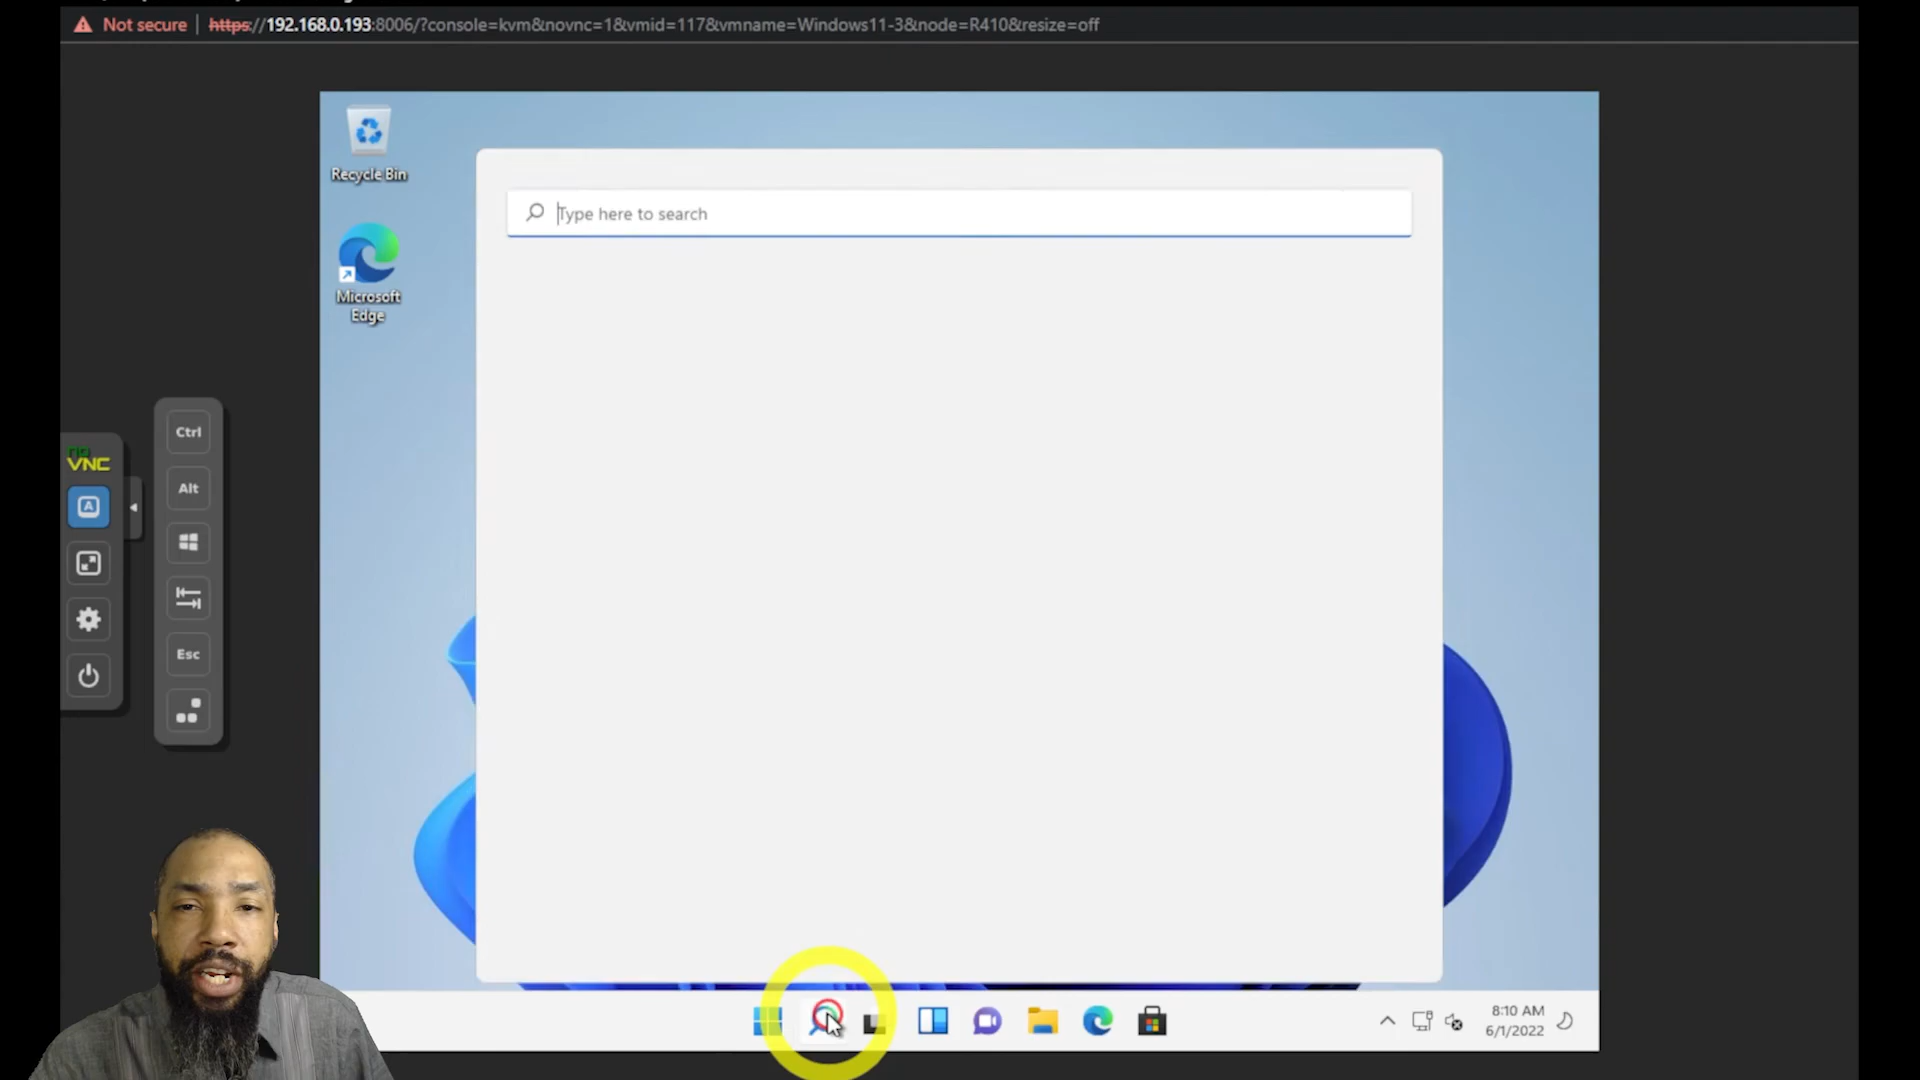 Not secure | https://192.168.0.193:8006/?console=kvm&novnc=1&vmid=117&vmname=Windows11-3&node=R410&resize=off
Recycle Bin
Type here to search
Microsoft
Edge
no
VNC
A
Ctrl
Alt
Esc
8:10 AM
6/1/2022